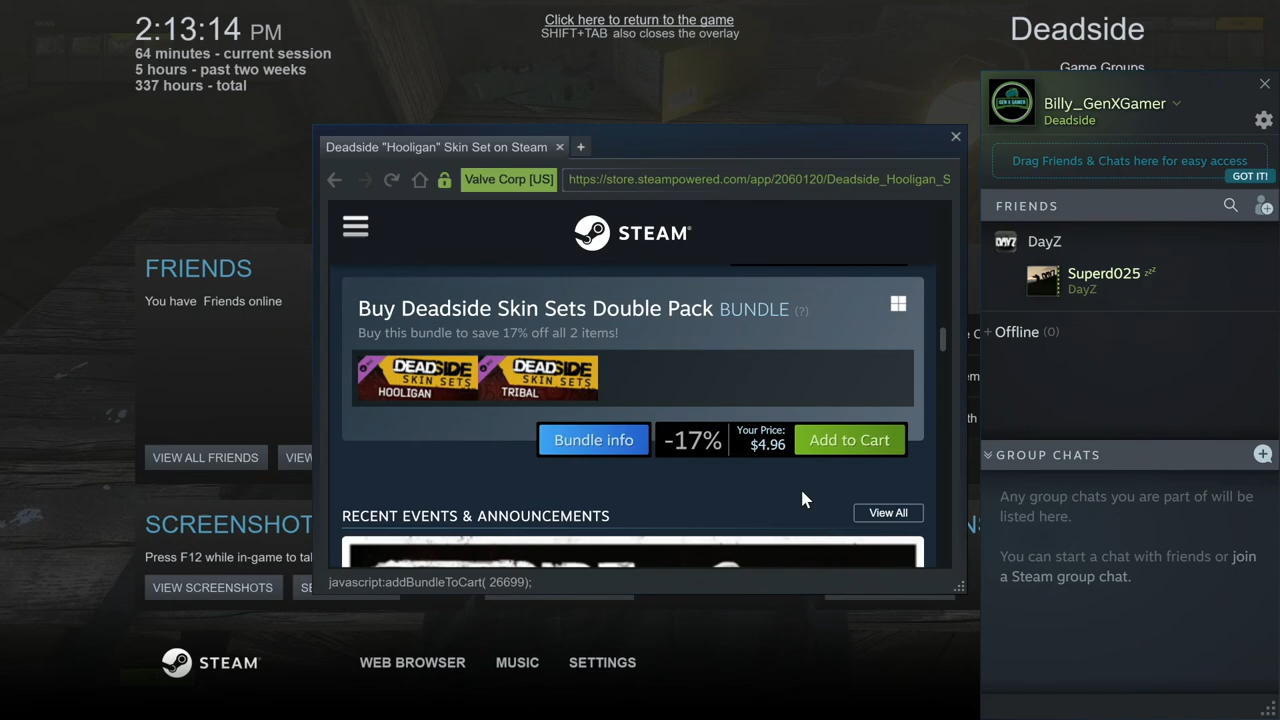 2:13:14 PM
64 minutes - current session
5 hours - past two weeks
337 hours - total
Click here to return to the game
SHIFT+TAB also closes the overlay
Deadside
Game Groups
Billy_GenXGamer
Deadside
Drag Friends & Chats here for easy access
GOT IT!
FRIENDS
DayZ
Superd025 zzz
DayZ
+ Offline (0)
GROUP CHATS
Any group chats you are part of will be
listed here.
You can start a chat with friends or join
a Steam group chat.
Deadside "Hooligan" Skin Set on Steam
Valve Corp [US]
https://store.steampowered.com/app/2060120/Deadside_Hooligan_S
STEAM®
Buy Deadside Skin Sets Double Pack BUNDLE (?)
Buy this bundle to save 17% off all 2 items!
DEADSIDE
SKIN SETS
HOOLIGAN
DEADSIDE
SKIN SETS
TRIBAL
Bundle info
-17%
Your Price:
$4.96
Add to Cart
RECENT EVENTS & ANNOUNCEMENTS
View All
javascript:addBundleToCart( 26699);
FRIENDS
You have Friends online
VIEW ALL FRIENDS
VIEW
SCREENSHOT
Press F12 while in-game to ta
VIEW SCREENSHOTS
SE
STEAM
WEB BROWSER
MUSIC
SETTINGS